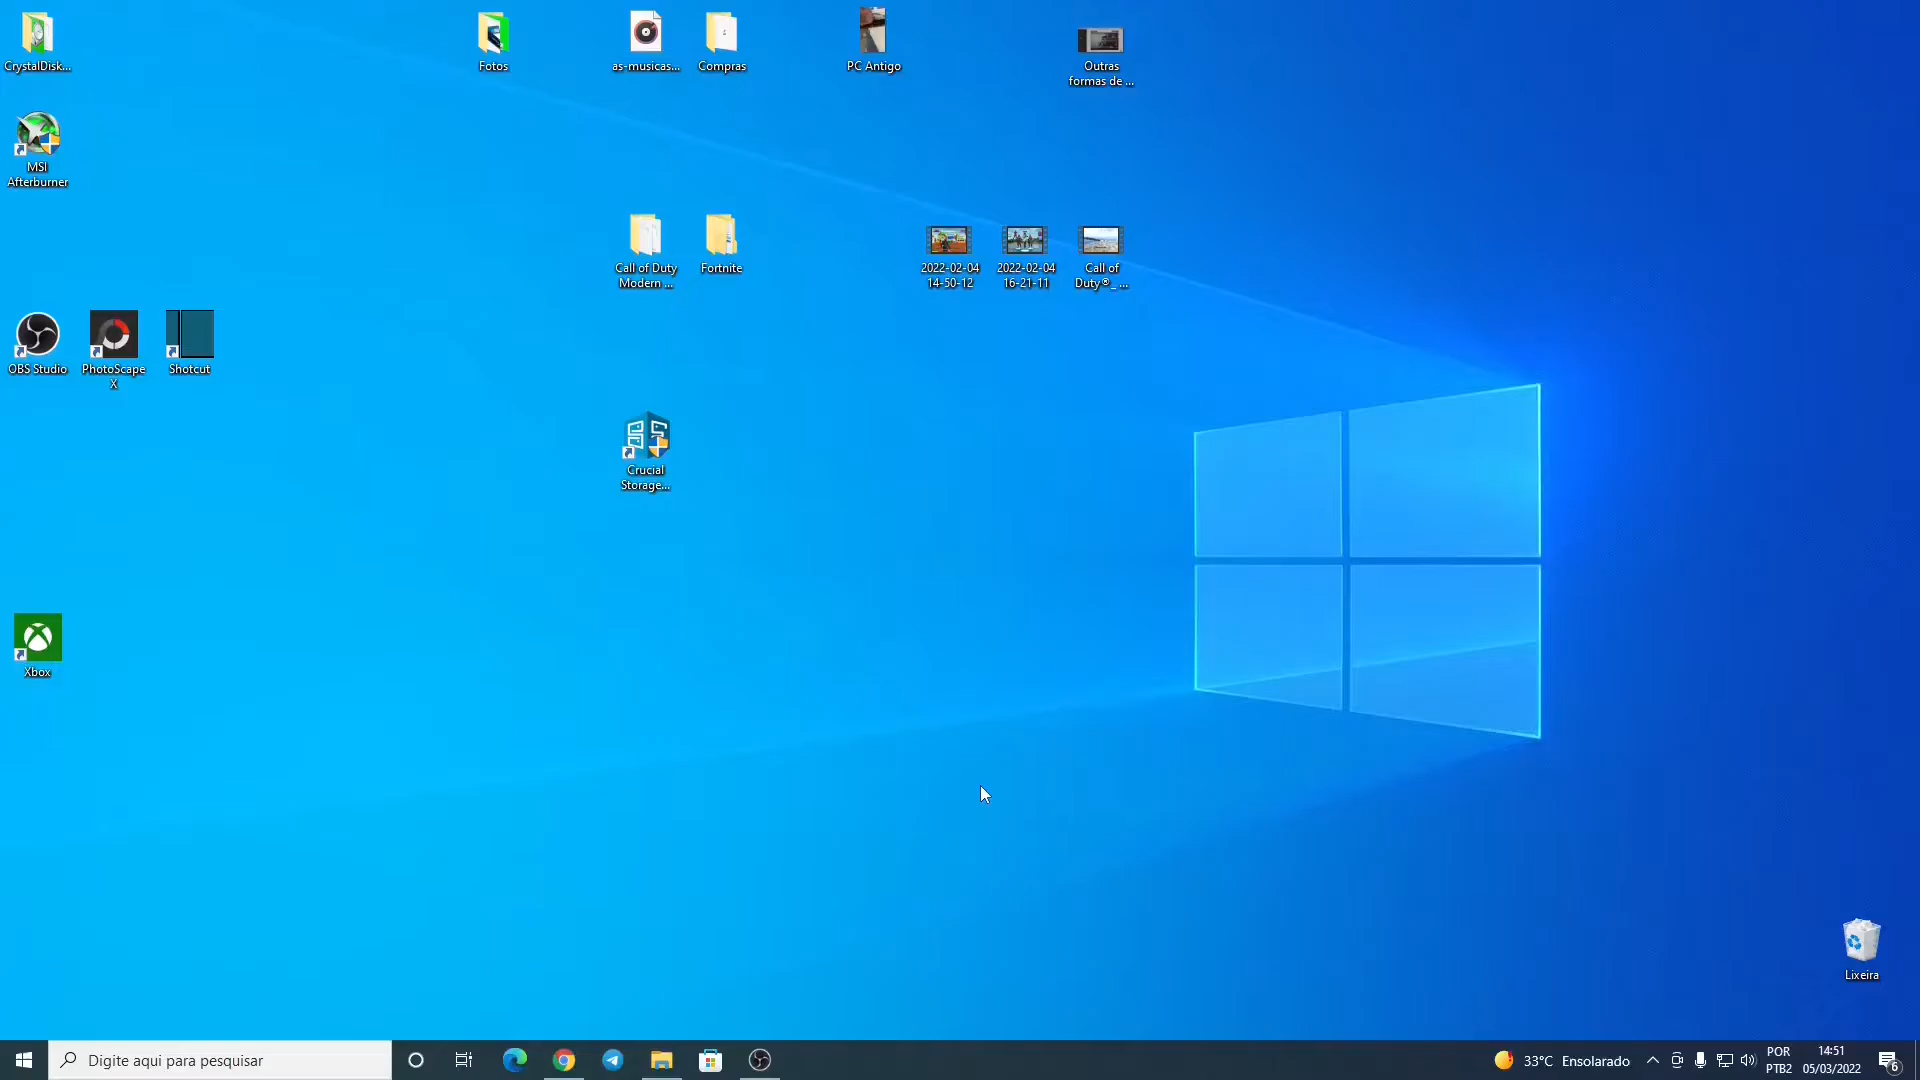 CrystalDisk...
Fotos
as-musicas...
Compras
PC Antigo
Outras
formas de ...
MSI
Afterburner
Call of Duty
Modern ...
Fortnite
2022-02-04
14-50-12
2022-02-04
16-21-11
Call of
Duty®_ ...
OBS Studio
PhotoScape
X
Shotcut
Crucial
Storage...
Xbox
Lixeira
Digite aqui para pesquisar
33°C Ensolarado
POR
PTB2
14:51
05/03/2022
6